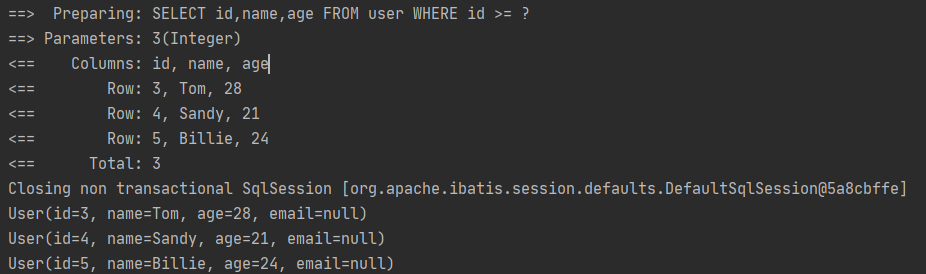 ==>  Preparing: SELECT id,name,age FROM user WHERE id >= ?
==> Parameters: 3(Integer)
<==    Columns: id, name, age
<==        Row: 3, Tom, 28
<==        Row: 4, Sandy, 21
<==        Row: 5, Billie, 24
<==      Total: 3
Closing non transactional SqlSession [org.apache.ibatis.session.defaults.DefaultSqlSession@5a8cbffe]
User(id=3, name=Tom, age=28, email=null)
User(id=4, name=Sandy, age=21, email=null)
User(id=5, name=Billie, age=24, email=null)